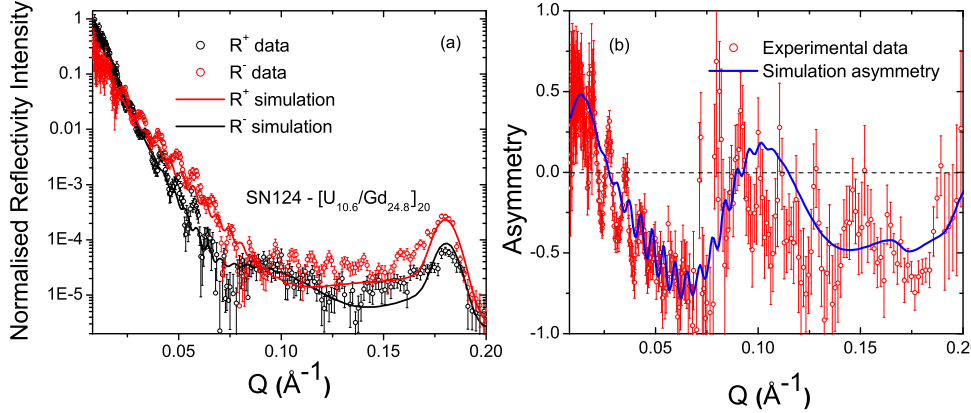 Normalised Reflectivity Intensity
1
0.1
0.01
1E-3
1E-4
1E-5
(a)
R⁺ data
R⁻ data
R⁺ simulation
R⁻ simulation
SN124 - [U₁₀.₆/Gd₂₄.₈]₂₀
0.05 0.10 0.15 0.20
Q (Å⁻¹)
Asymmetry
1.0
0.5
0.0
-0.5
-1.0
(b)
Experimental data
Simulation asymmetry
0.05 0.10 0.15 0.20
Q (Å⁻¹)